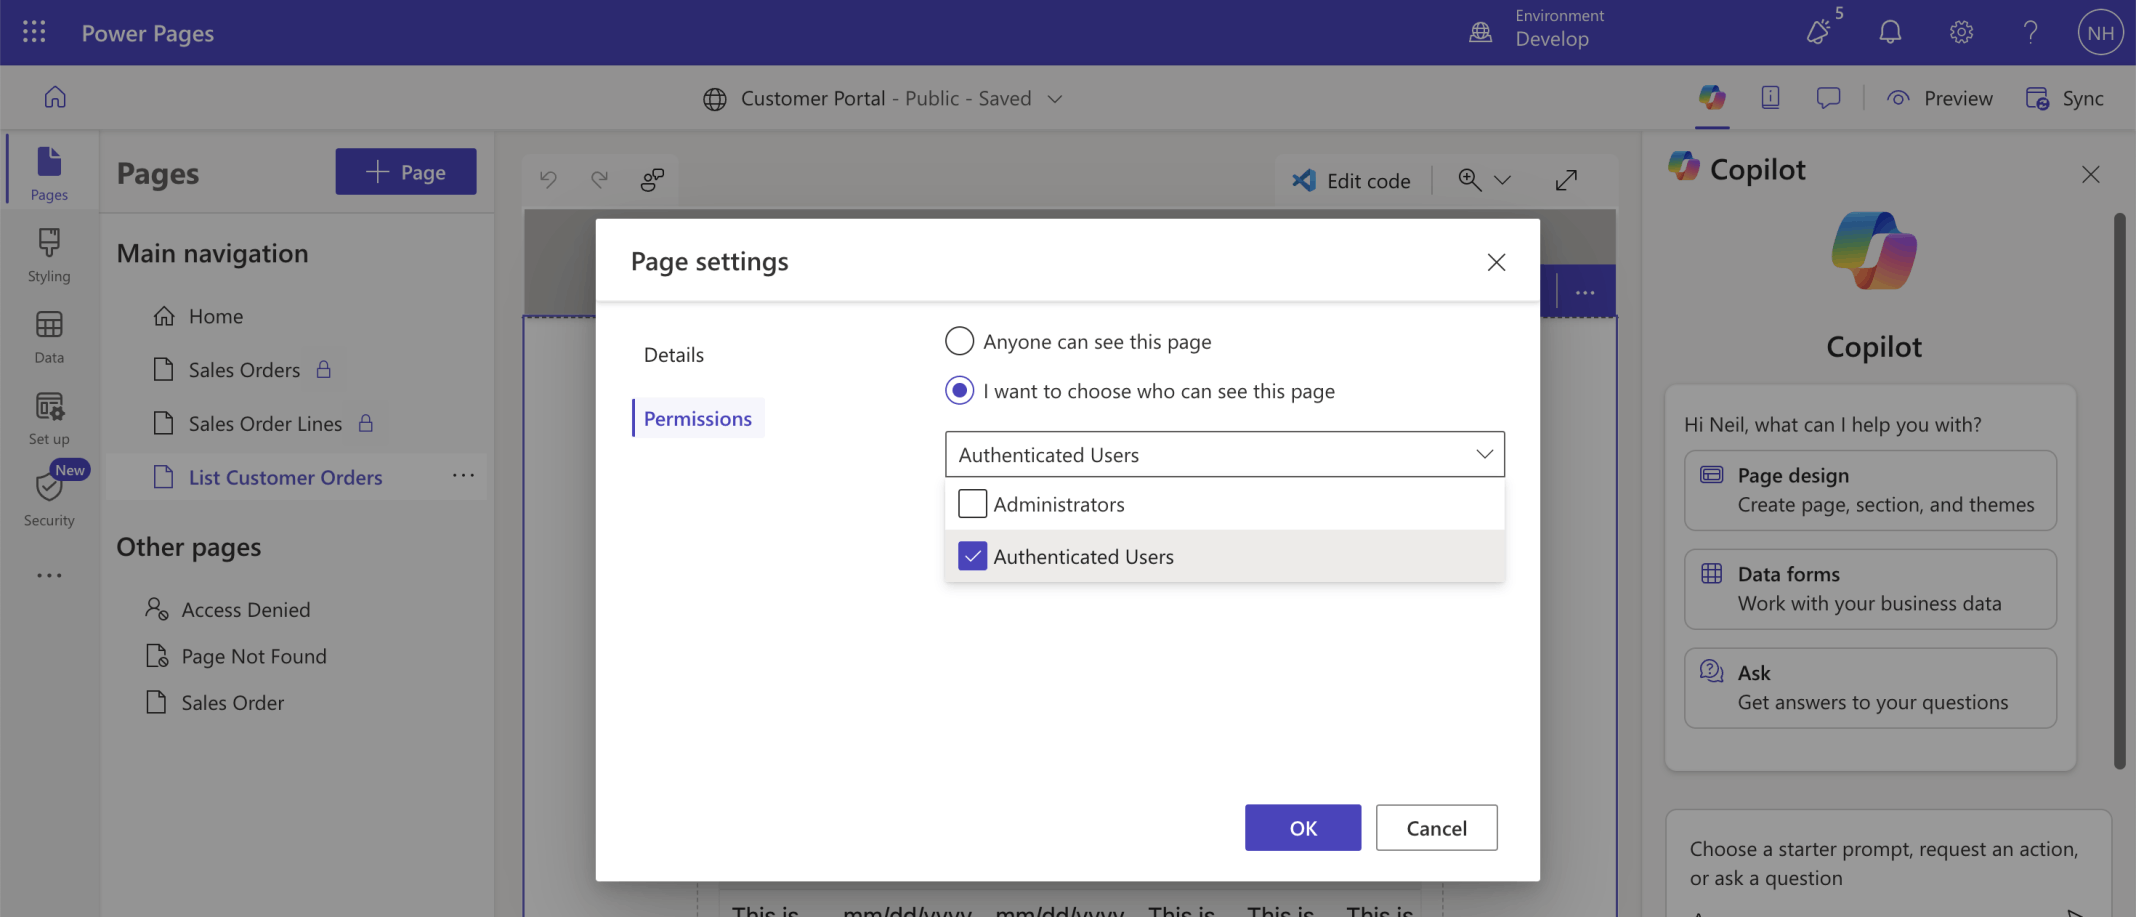 Power Pages
Environment
Develop
5
NH
Customer Portal - Public - Saved
Preview
Sync
Pages
Styling
Data
Set up
New
Security
Pages
Page
Main navigation
Home
Sales Orders
Sales Order Lines
List Customer Orders
Other pages
Access Denied
Page Not Found
Sales Order
Edit code
Page settings
Details
Permissions
Anyone can see this page
I want to choose who can see this page
Authenticated Users
Administrators
Authenticated Users
OK
Cancel
This is mm/dd/yyyy mm/dd/yyyy This is This is This is
Copilot
Copilot
Hi Neil, what can I help you with?
Page design
Create page, section, and themes
Data forms
Work with your business data
Ask
Get answers to your questions
Choose a starter prompt, request an action,
or ask a question